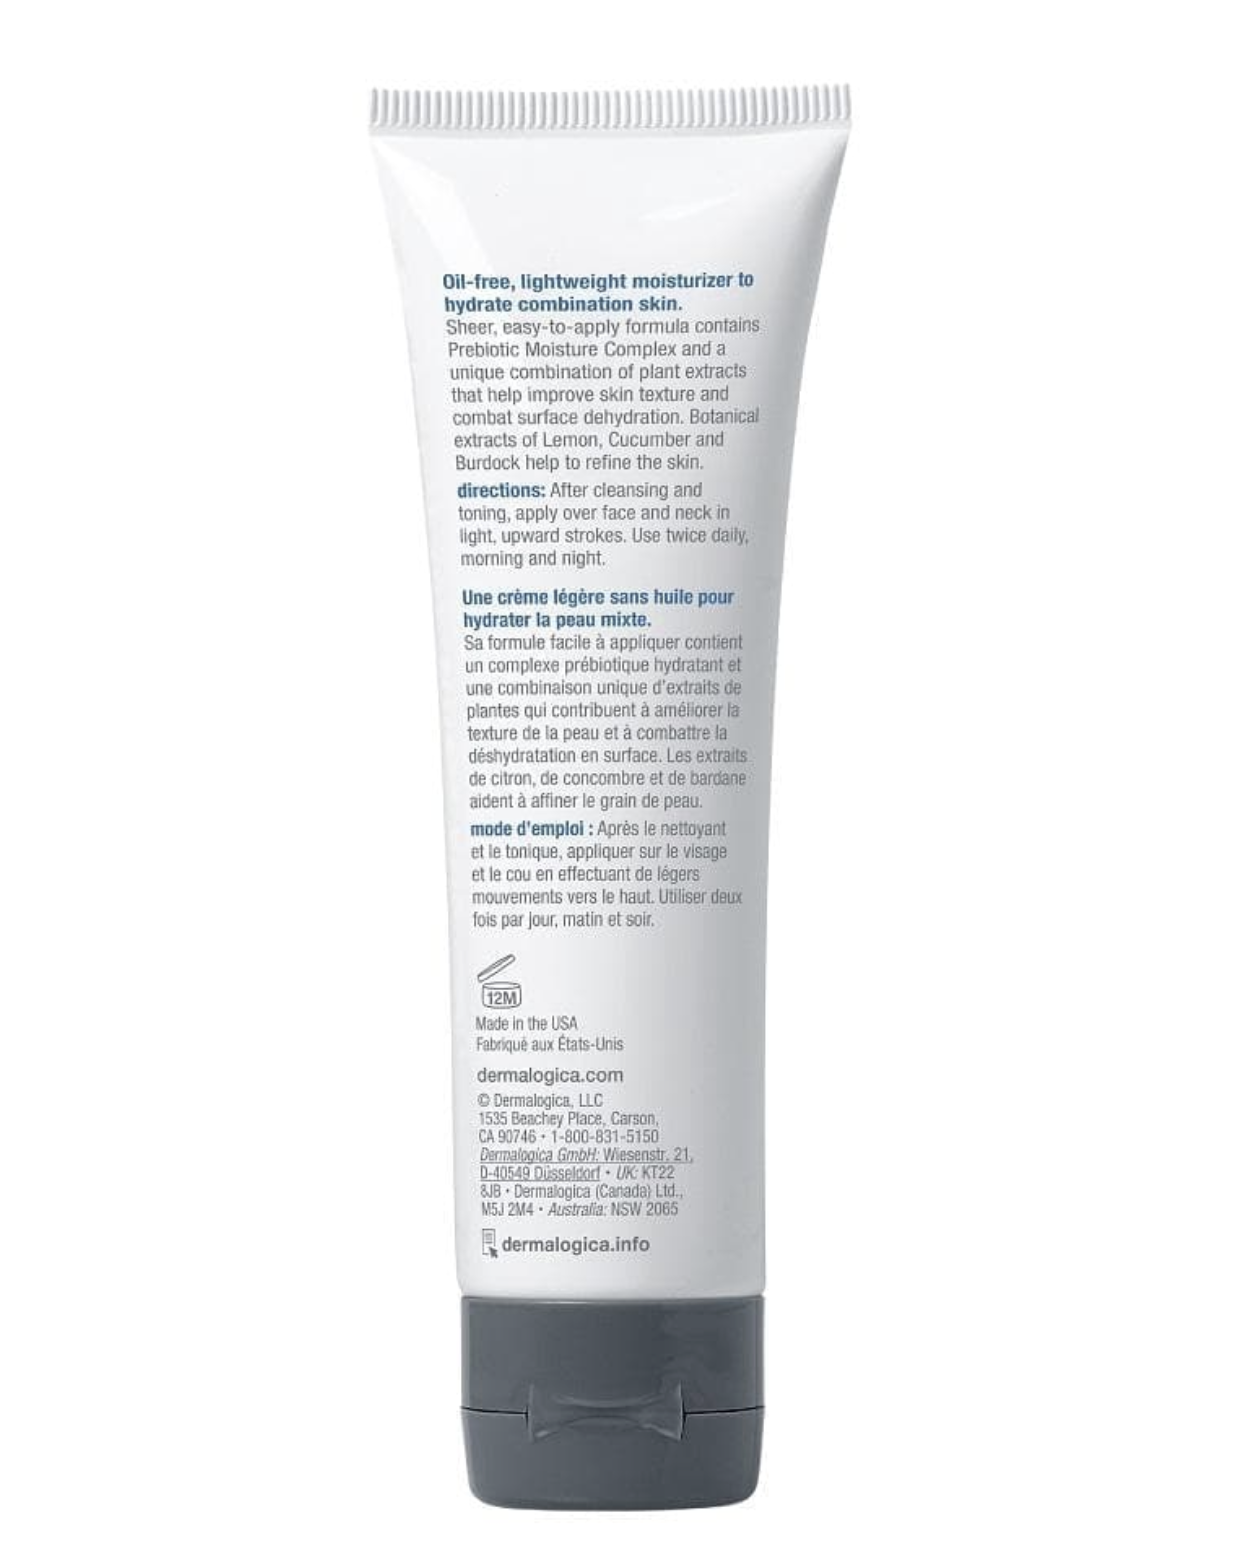 Oil-free, lightweight moisturizer to
hydrate combination skin.
Sheer, easy-to-apply formula contains
Prebiotic Moisture Complex and a
unique combination of plant extracts
that help improve skin texture and
combat surface dehydration. Botanical
extracts of Lemon, Cucumber and
Burdock help to refine the skin.
directions: After cleansing and
toning, apply over face and neck in
light, upward strokes. Use twice daily,
morning and night.
Une crème légère sans huile pour
hydrater la peau mixte.
Sa formule facile à appliquer contient
un complexe prébiotique hydratant et
une combinaison unique d'extraits de
plantes qui contribuent à améliorer la
texture de la peau et à combattre la
déshydratation en surface. Les extraits
de citron, de concombre et de bardane
aident à affiner le grain de peau.
mode d'emploi : Après le nettoyant
et le tonique, appliquer sur le visage
et le cou en effectuant de légers
mouvements vers le haut. Utiliser deux
fois par jour, matin et soir.
12M
Made in the USA
Fabriqué aux États-Unis
dermalogica.com
© Dermalogica, LLC
1535 Beachey Place, Carson,
CA 90746 • 1-800-831-5150
Dermalogica GmbH: Wiesenstr. 21,
D-40549 Düsseldorf • UK: KT22
8JB • Dermalogica (Canada) Ltd.,
M5J 2M4 • Australia: NSW 2065
dermalogica.info